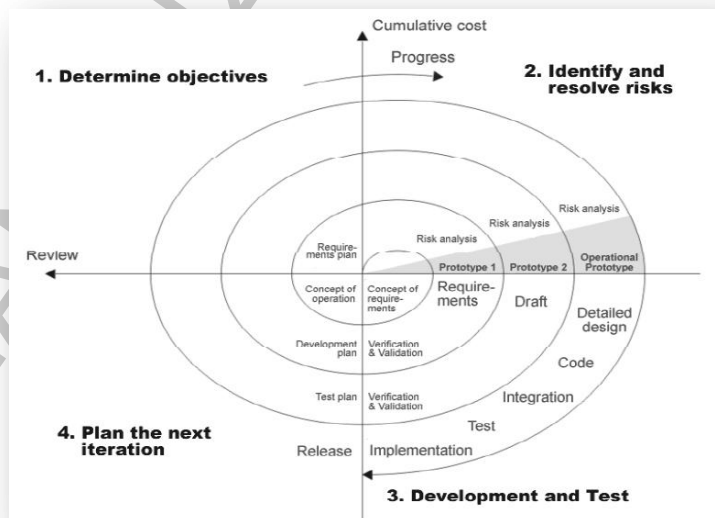 Cumulative cost
Progress
1. Determine objectives
2. Identify and
resolve risks
Risk analysis
Risk analysis
Risk analysis
Require-
ments plan
Review
Prototype 1
Prototype 2
Operational
Prototype
Concept of
operation
Concept of
require-
ments
Require-
ments
Draft
Detailed
design
Development
plan
Verification
& Validation
Code
Test plan
Verification
& Validation
Integration
Test
4. Plan the next
iteration
Release
Implementation
3. Development and Test